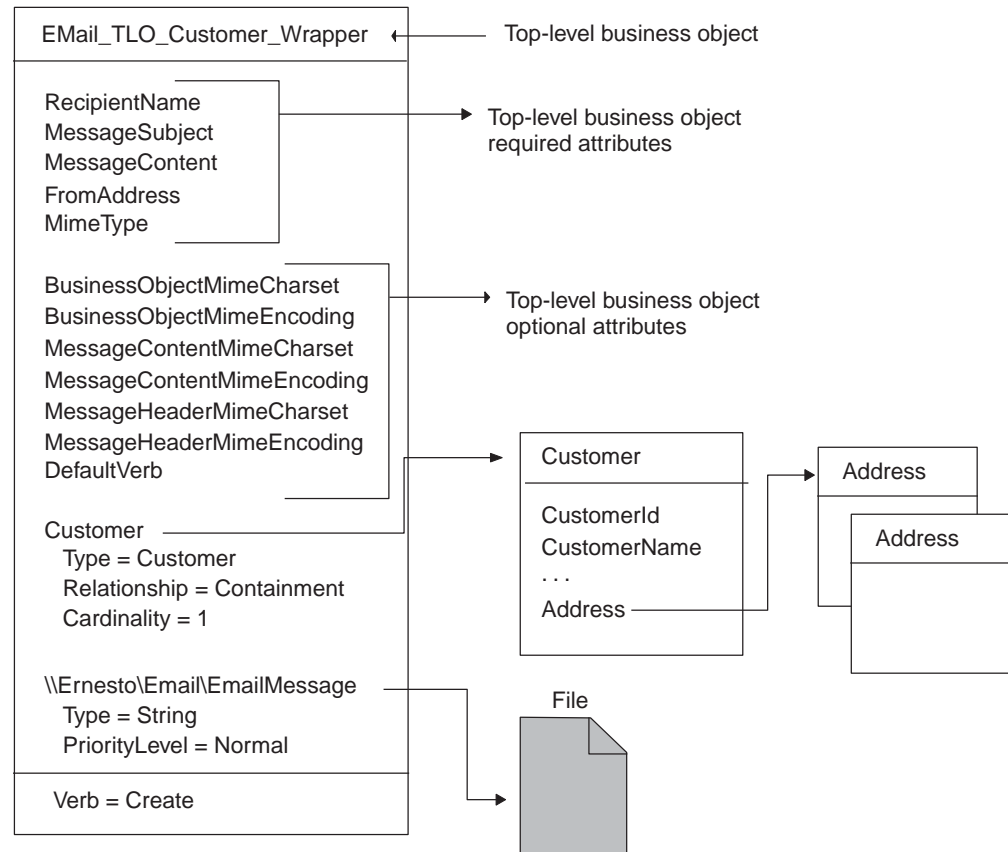 EMail_TLO_Customer_Wrapper
Top-level business object
RecipientName
MessageSubject
MessageContent
FromAddress
MimeType
Top-level business object
required attributes
BusinessObjectMimeCharset
BusinessObjectMimeEncoding
MessageContentMimeCharset
MessageContentMimeEncoding
MessageHeaderMimeCharset
MessageHeaderMimeEncoding
DefaultVerb
Top-level business object
optional attributes
Customer
Type = Customer
Relationship = Containment
Cardinality = 1
\\Ernesto\Email\EmailMessage
Type = String
PriorityLevel = Normal
Verb = Create
Customer
CustomerId
CustomerName
. . .
Address
Address
Address
File